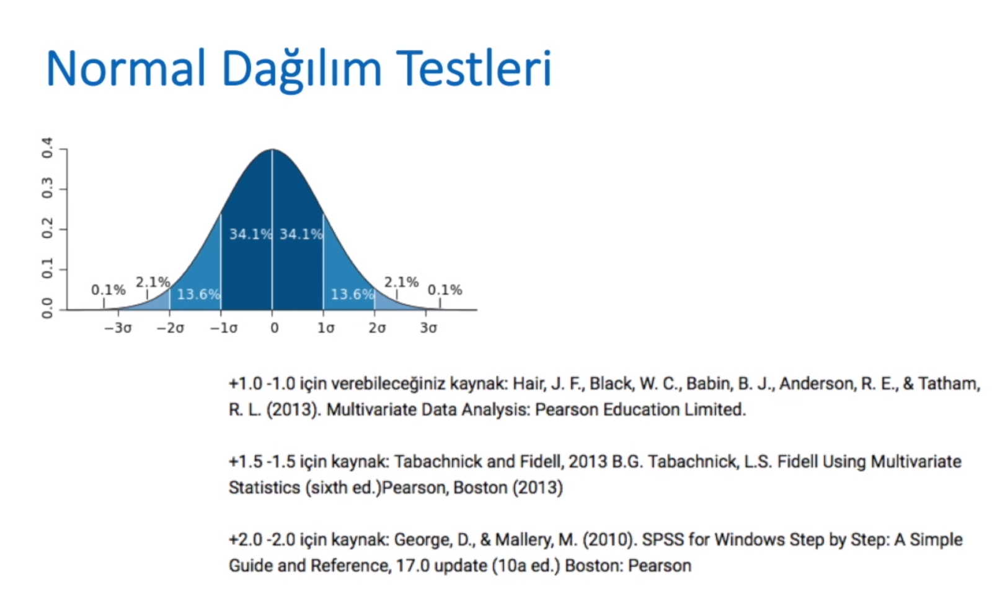 Normal Dağılım Testleri
0.4
0.3
0.2
0.1
0.0
34.1% 34.1%
0.1% 2.1% 13.6% 13.6% 2.1% 0.1%
−3σ −2σ −1σ 0 1σ 2σ 3σ
+1.0 -1.0 için verebileceğiniz kaynak: Hair, J. F., Black, W. C., Babin, B. J., Anderson, R. E., & Tatham,
R. L. (2013). Multivariate Data Analysis: Pearson Education Limited.
+1.5 -1.5 için kaynak: Tabachnick and Fidell, 2013 B.G. Tabachnick, L.S. Fidell Using Multivariate
Statistics (sixth ed.)Pearson, Boston (2013)
+2.0 -2.0 için kaynak: George, D., & Mallery, M. (2010). SPSS for Windows Step by Step: A Simple
Guide and Reference, 17.0 update (10a ed.) Boston: Pearson